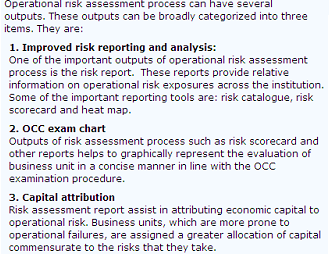 Operational risk assessment process can have several
outputs. These outputs can be broadly categorized into three
items. They are:
1. Improved risk reporting and analysis:
One of the important outputs of operational risk assessment
process is the risk report. These reports provide relative
information on operational risk exposures across the institution.
Some of the important reporting tools are: risk catalogue, risk
scorecard and heat map.
2. OCC exam chart
Outputs of risk assessment process such as risk scorecard and
other reports helps to graphically represent the evaluation of
business unit in a concise manner in line with the OCC
examination procedure.
3. Capital attribution
Risk assessment report assist in attributing economic capital to
operational risk. Business units, which are more prone to
operational failures, are assigned a greater allocation of capital
commensurate to the risks that they take.